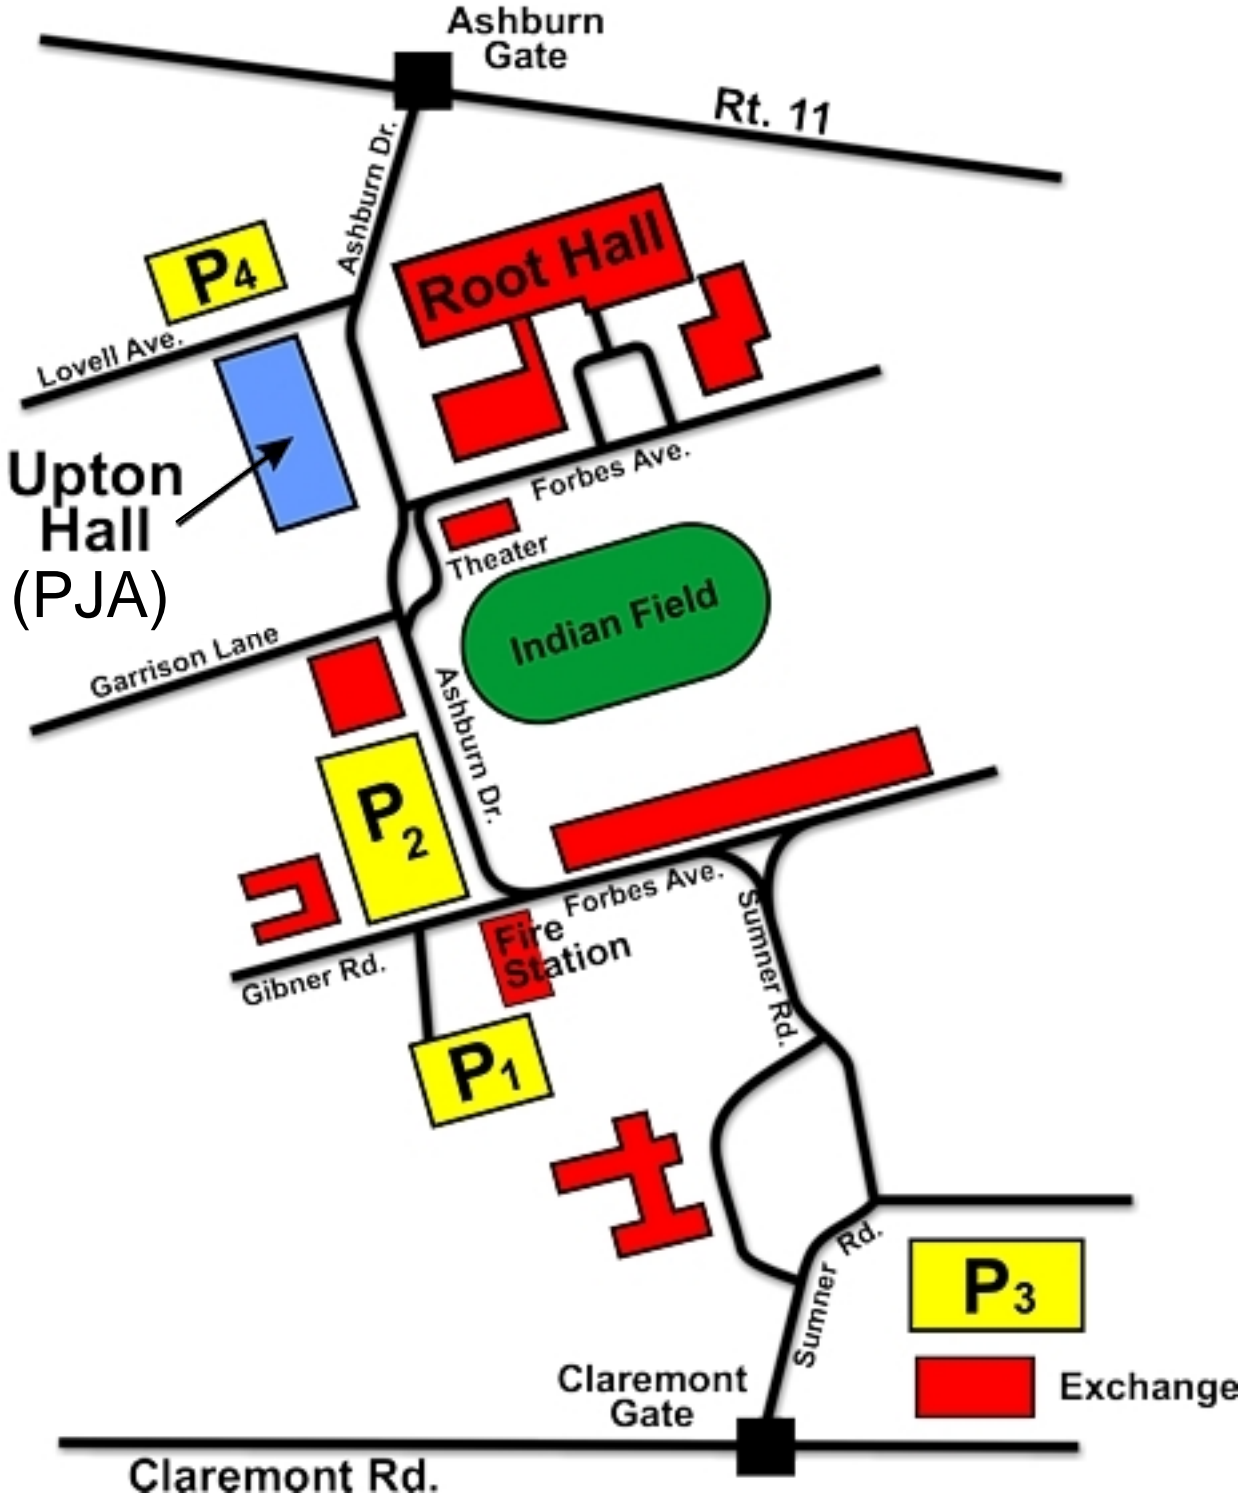 Ashburn
Gate
Rt. 11
Ashburn Dr.
Root Hall
P4
Lovell Ave.
Upton
Hall
(PJA)
Forbes Ave.
Theater
Indian Field
Garrison Lane
Ashburn Dr.
P2
Forbes Ave.
Sumner Rd.
Fire
Station
Gibner Rd.
P1
Sumner Rd.
P3
Exchange
Claremont
Gate
Claremont Rd.